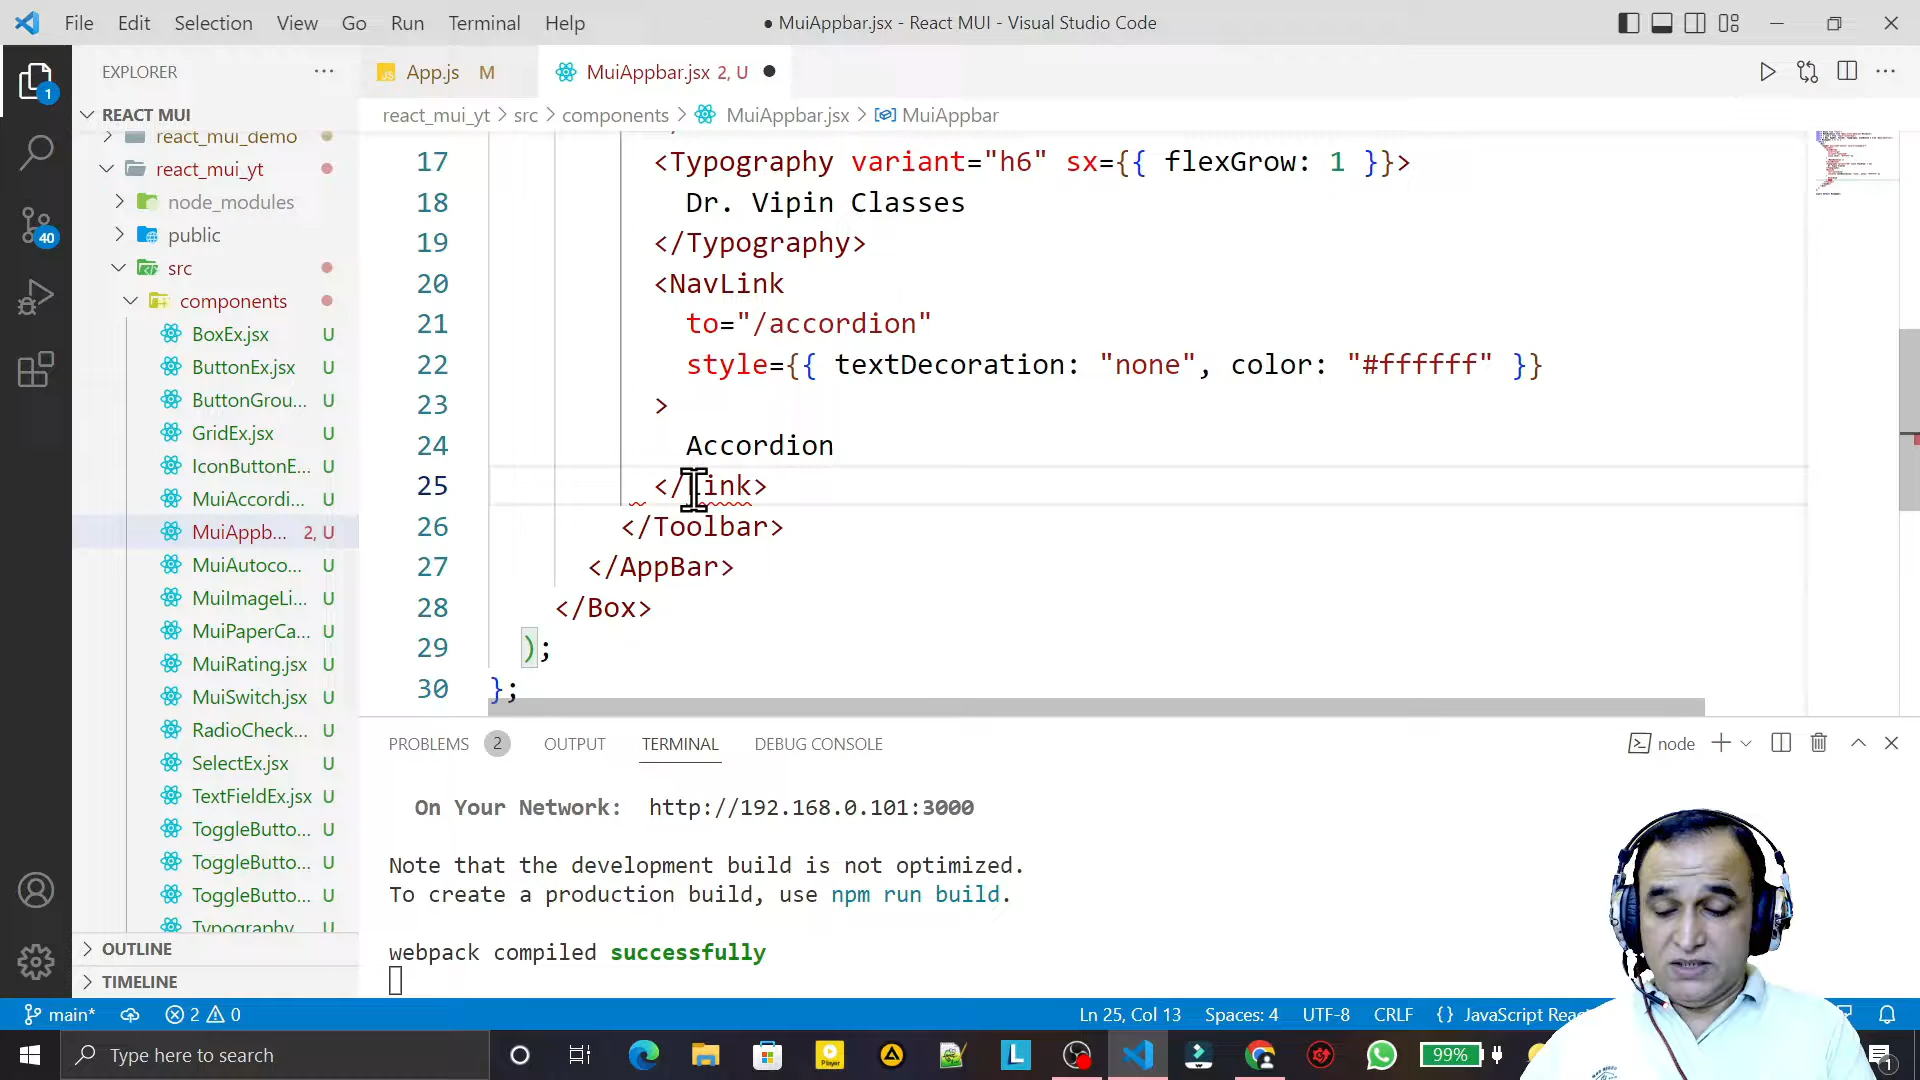 File Edit Selection View Go Run Terminal Help
● MuiAppbar.jsx - React MUI - Visual Studio Code
EXPLORER
JS App.js M
MuiAppbar.jsx 2, U ●
REACT MUI
react_mui_yt > src > components > MuiAppbar.jsx > MuiAppbar
react_mui_demo
react_mui_yt
node_modules
public
src
components
BoxEx.jsx U
ButtonEx.jsx U
ButtonGrou... U
GridEx.jsx U
IconButtonE... U
MuiAccordi... U
MuiAppb... 2, U
MuiAutoco... U
MuiImageLi... U
MuiPaperCa... U
MuiRating.jsx U
MuiSwitch.jsx U
RadioCheck... U
SelectEx.jsx U
TextFieldEx.jsx U
ToggleButto... U
ToggleButto... U
ToggleButto... U
Typography
OUTLINE
TIMELINE
1
40
17 <Typography variant="h6" sx={{ flexGrow: 1 }}>
18 Dr. Vipin Classes
19 </Typography>
20 <NavLink
21 to="/accordion"
22 style={{ textDecoration: "none", color: "#ffffff" }}
23 >
24 Accordion
25 </Link>
26 </Toolbar>
27 </AppBar>
28 </Box>
29 );
30 };
PROBLEMS 2 OUTPUT TERMINAL DEBUG CONSOLE
node
On Your Network: http://192.168.0.101:3000
Note that the development build is not optimized.
To create a production build, use npm run build.
webpack compiled successfully
main* 2 0
Ln 25, Col 13 Spaces: 4 UTF-8 CRLF {} JavaScript Reac
Type here to search
Player
L
99%
1